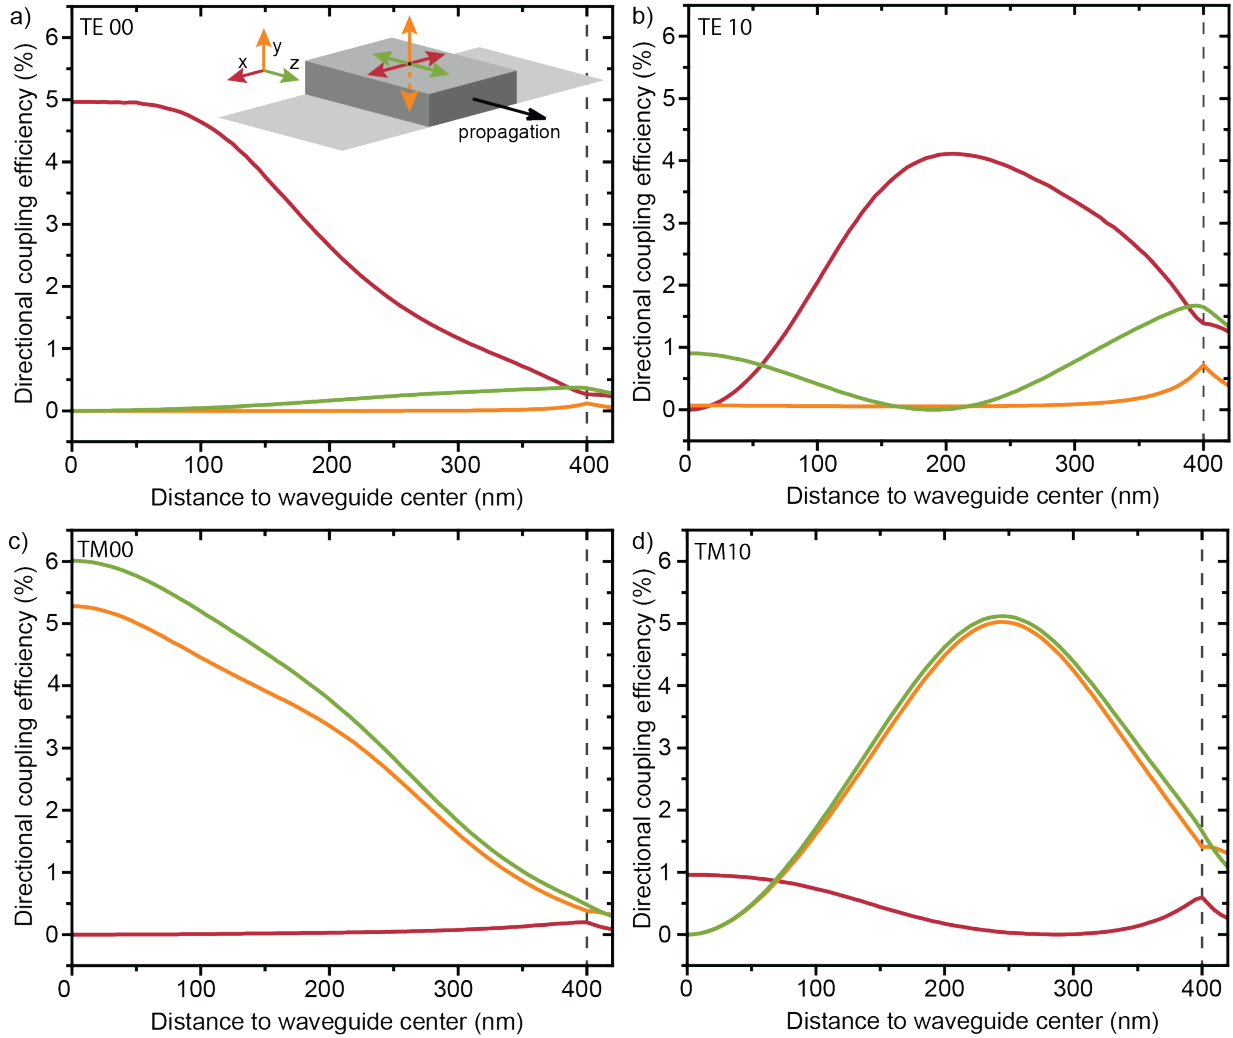 a)
TE 00
x
y
z
propagation
Directional coupling efficiency (%)
6
5
4
3
2
1
0
0
100
200
300
400
Distance to waveguide center (nm)
b)
TE 10
Directional coupling efficiency (%)
6
5
4
3
2
1
0
0
100
200
300
400
Distance to waveguide center (nm)
c)
TM00
Directional coupling efficiency (%)
6
5
4
3
2
1
0
0
100
200
300
400
Distance to waveguide center (nm)
d)
TM10
Directional coupling efficiency (%)
6
5
4
3
2
1
0
0
100
200
300
400
Distance to waveguide center (nm)